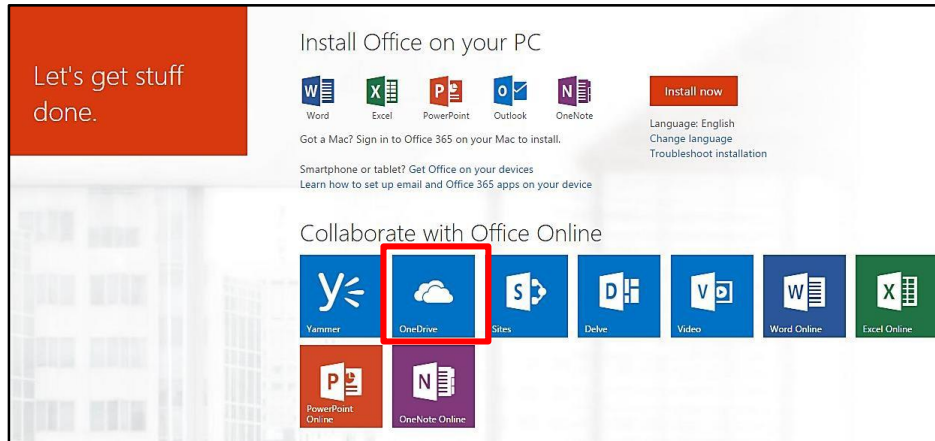 Let's get stuff
done.
Install Office on your PC
Word
Excel
PowerPoint
Outlook
OneNote
Install now
Language: English
Change language
Troubleshoot installation
Got a Mac? Sign in to Office 365 on your Mac to install.
Smartphone or tablet? Get Office on your devices
Learn how to set up email and Office 365 apps on your device
Collaborate with Office Online
Yammer
OneDrive
Sites
Delve
Video
Word Online
Excel Online
PowerPoint
Online
OneNote Online